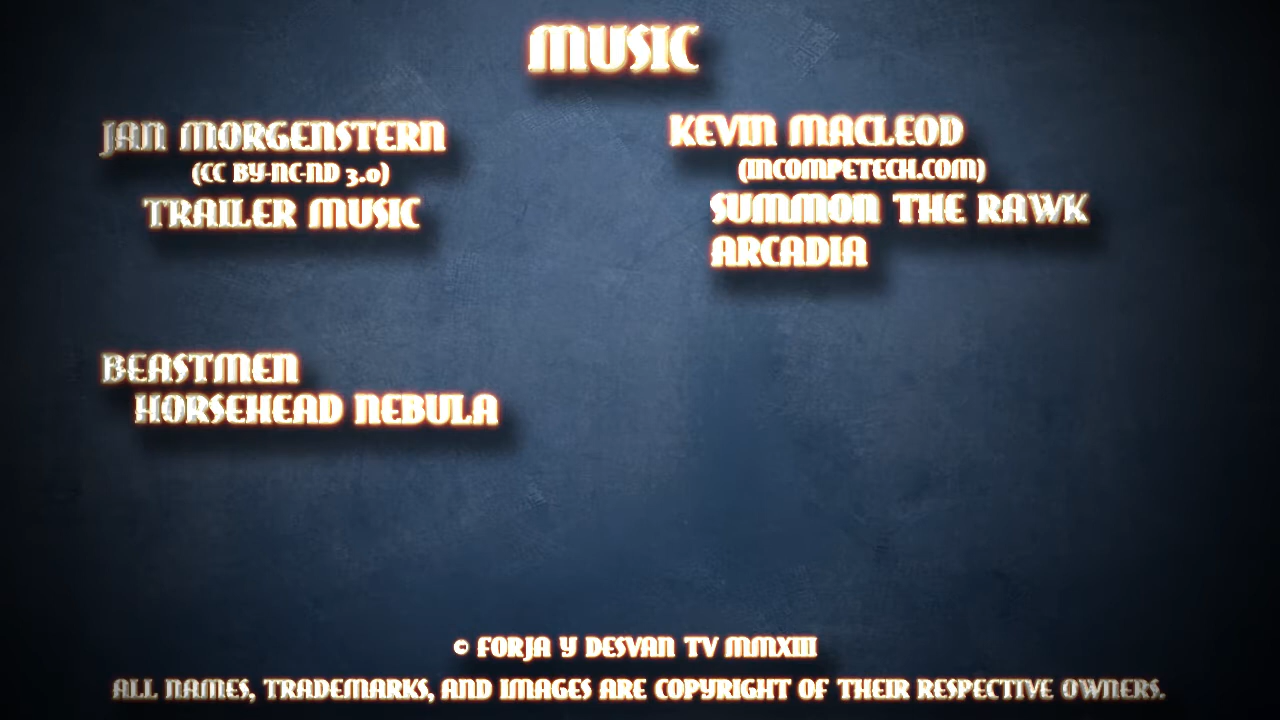 MUSIC
JAN MORGENSTERN
(CC BY-NC-ND 3.0)
TRAILER MUSIC
KEVIN MACLEOD
(INCOMPETECH.COM)
SUMMON THE RAWK
ARCADIA
BEASTMEN
HORSEHEAD NEBULA
© FORJA Y DESVAN TV MMXIII
ALL NAMES, TRADEMARKS, AND IMAGES ARE COPYRIGHT OF THEIR RESPECTIVE OWNERS.